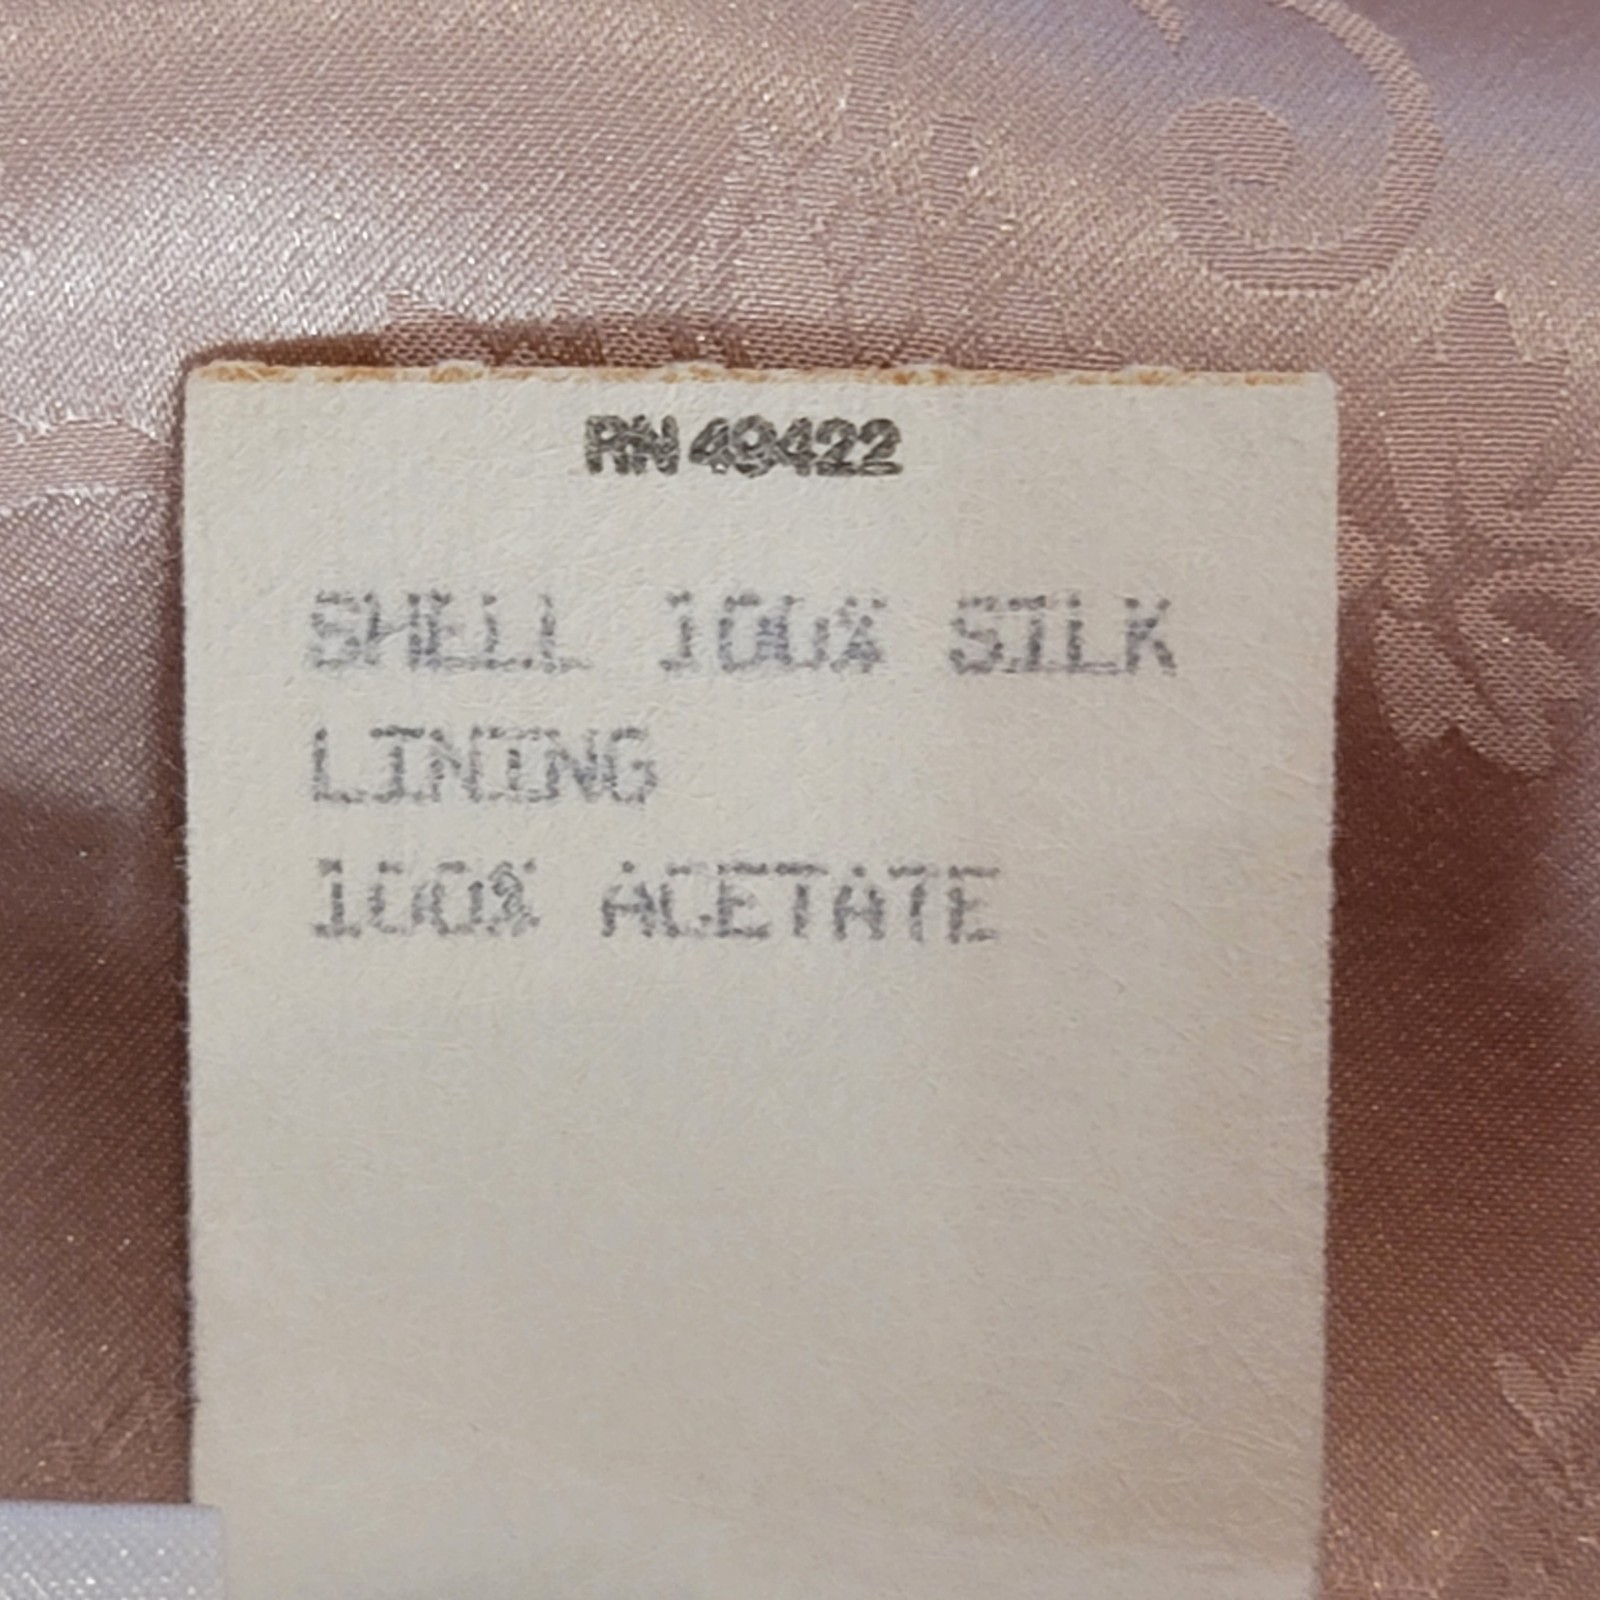 RN 49422
SHELL 100% SILK
LINING
100% ACETATE